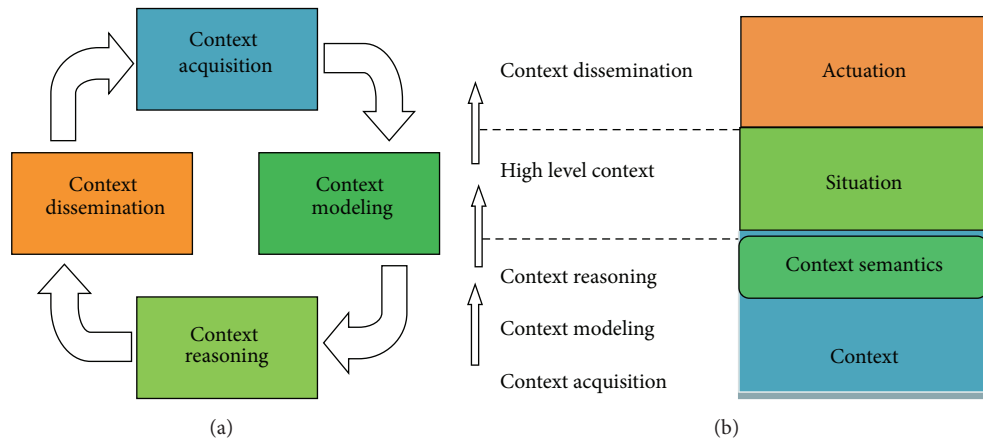 Context
acquisition
Context
dissemination
Context
modeling
Context
reasoning
(a)
Context dissemination
High level context
Context reasoning
Context modeling
Context acquisition
Actuation
Situation
Context semantics
Context
(b)